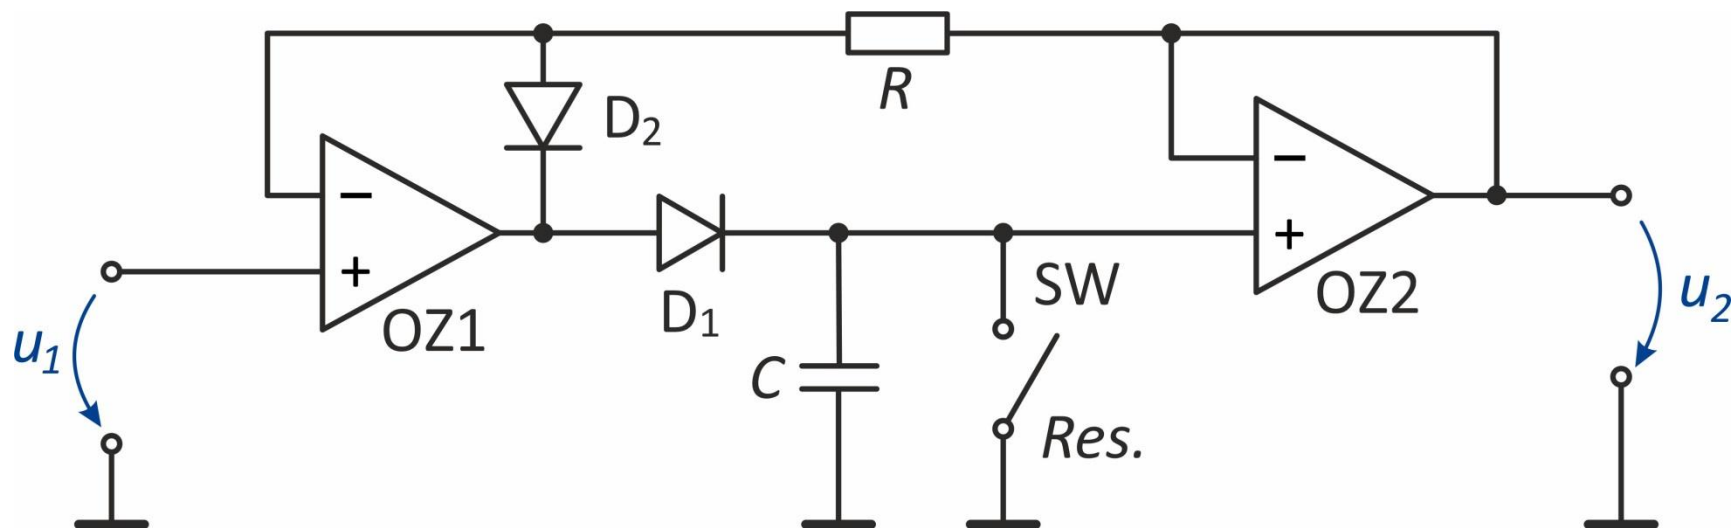 R
D₂
−
+
OZ1
u₁
D₁
C
SW
Res.
−
+
OZ2
u₂